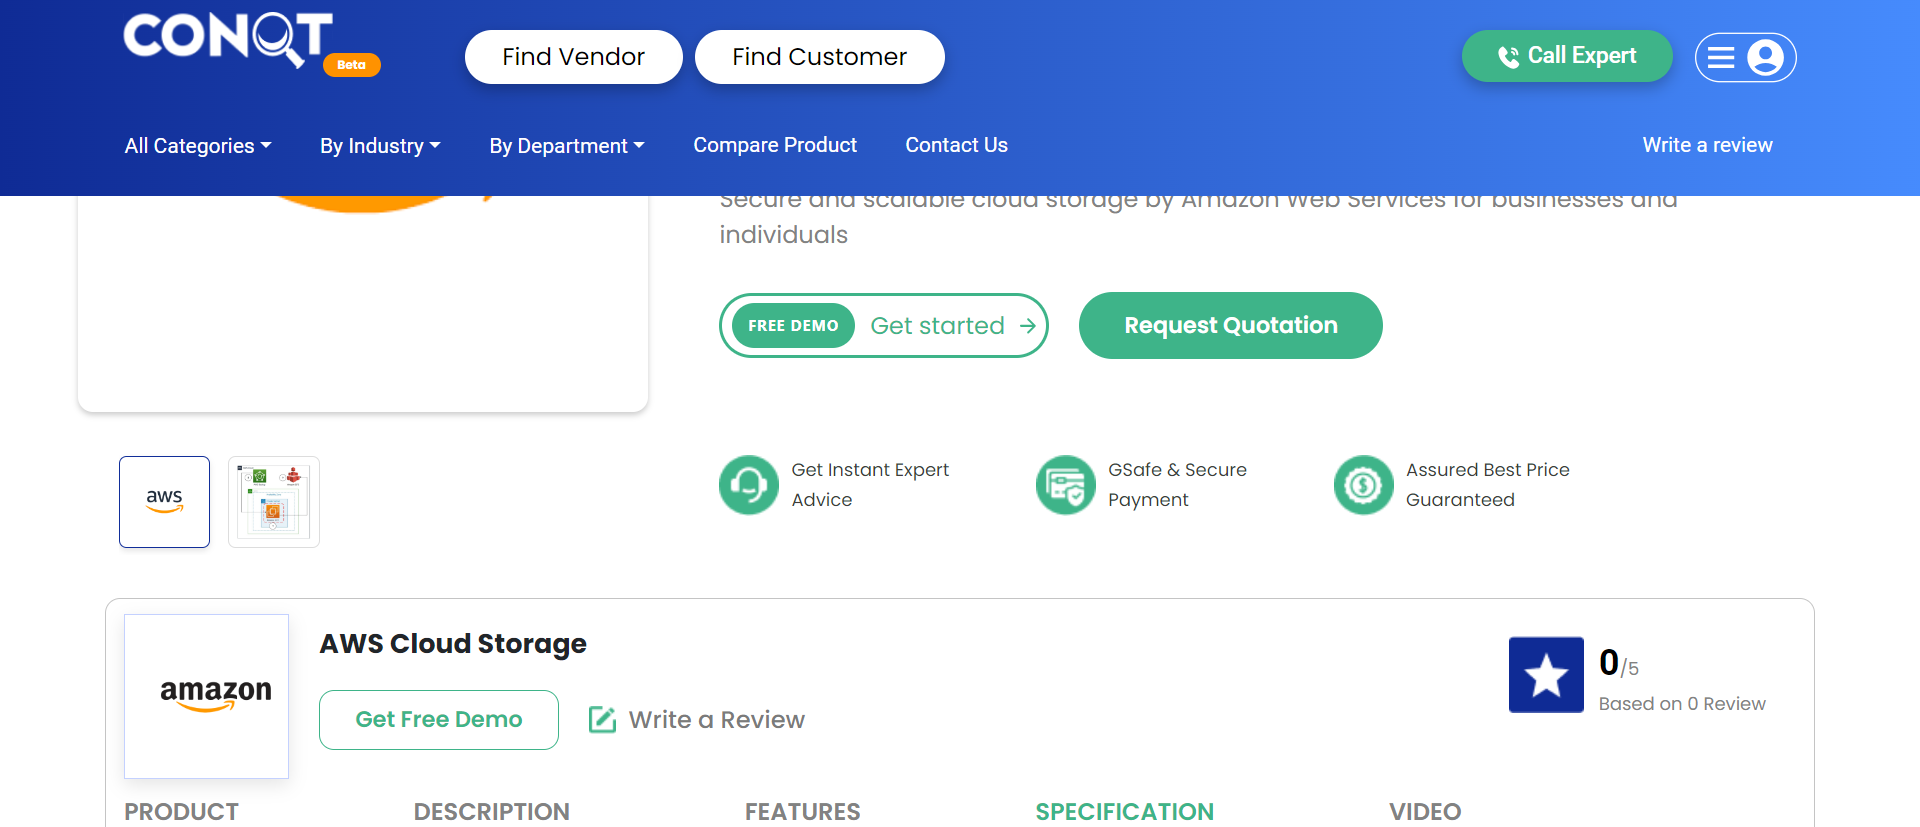 CONQT
Beta
Find Vendor
Find Customer
Call Expert
All Categories
By Industry
By Department
Compare Product
Contact Us
Write a review
Secure and scalable cloud storage by Amazon Web Services for businesses and
individuals
FREE DEMO
Get started
Request Quotation
Get Instant Expert
Advice
GSafe & Secure
Payment
Assured Best Price
Guaranteed
aws
amazon
AWS Cloud Storage
Get Free Demo
Write a Review
0/5
Based on 0 Review
PRODUCT
DESCRIPTION
FEATURES
SPECIFICATION
VIDEO